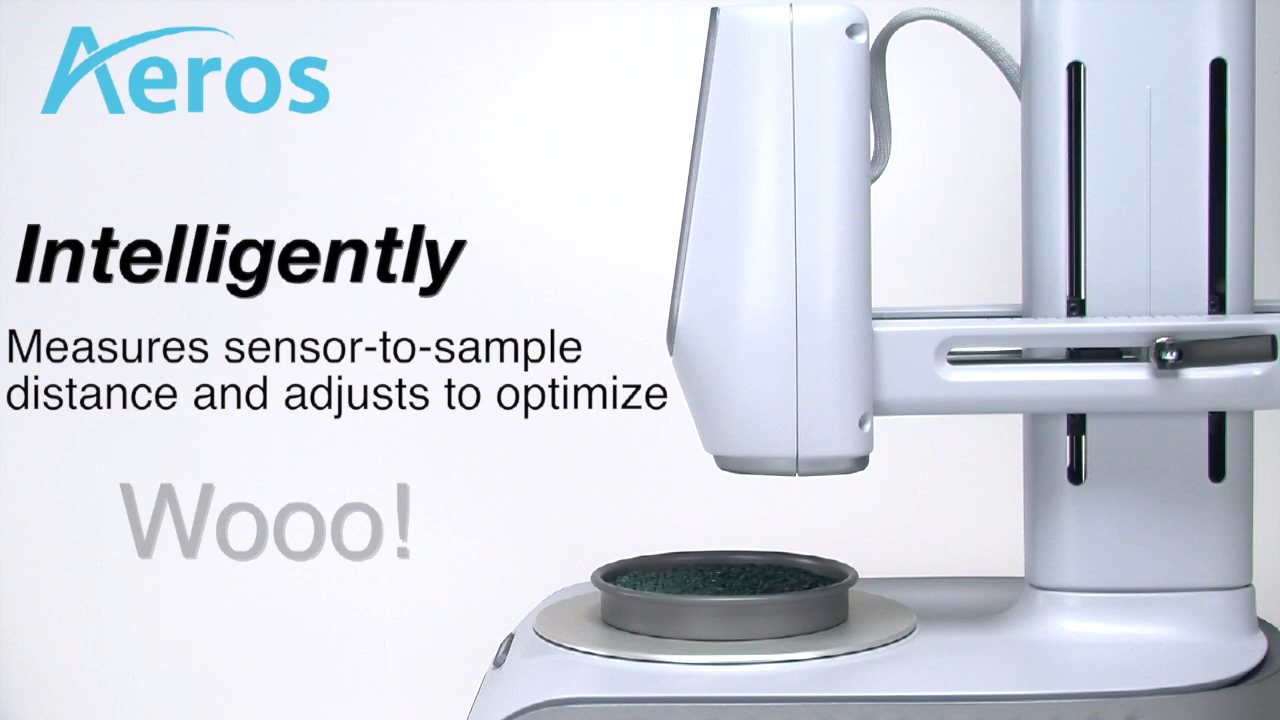 Aeros
Intelligently
Measures sensor-to-sample
distance and adjusts to optimize
Wooo!